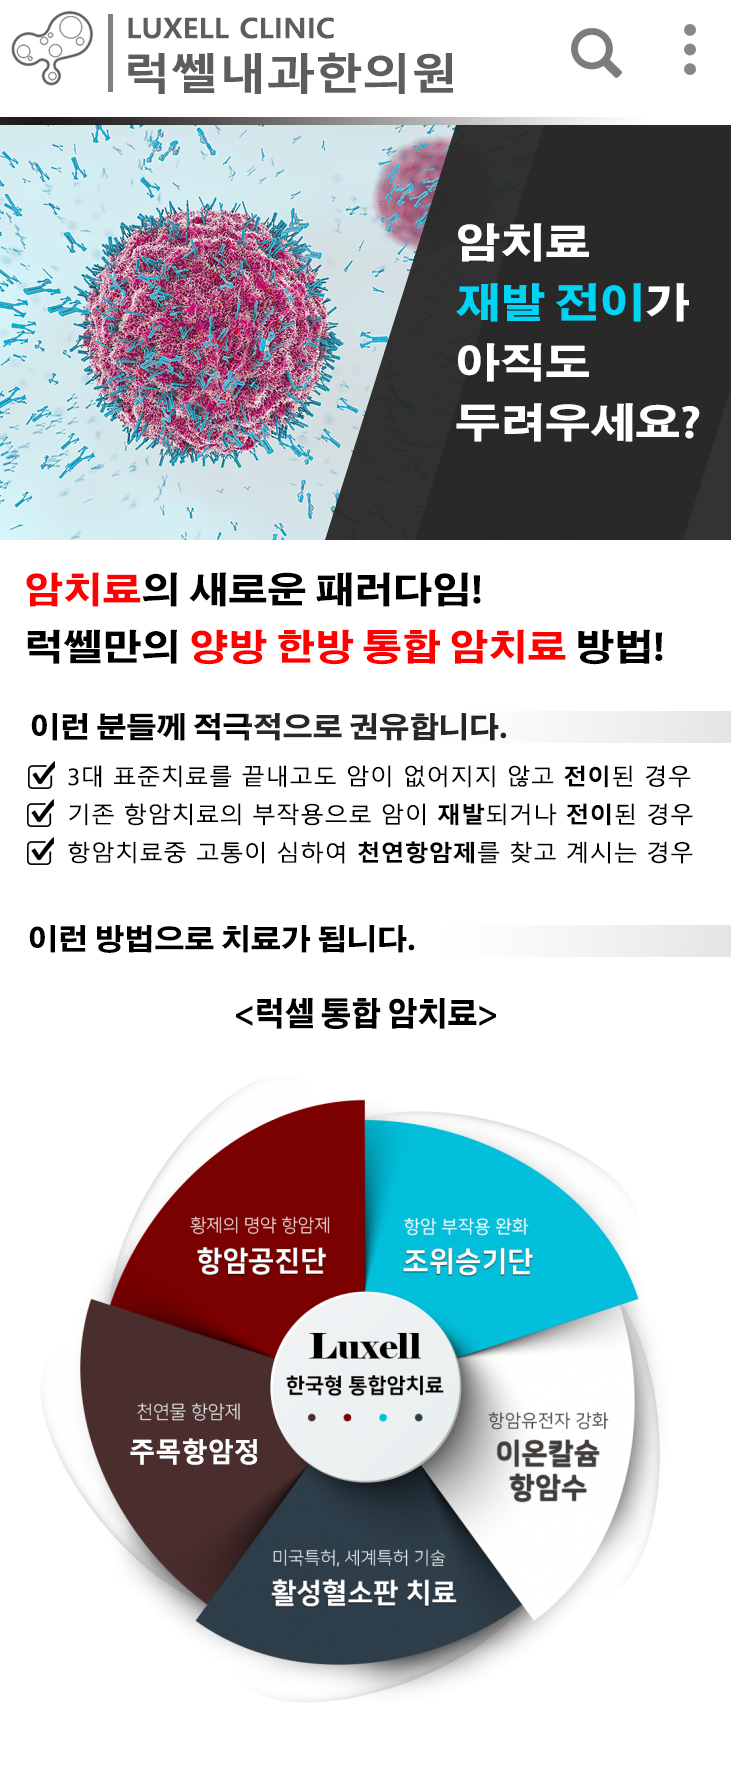 LUXELL CLINIC
럭쎌내과한의원
암치료
재발 전이가
아직도
두려우세요?
암치료의 새로운 패러다임!
럭쎌만의 양방 한방 통합 암치료 방법!
이런 분들께 적극적으로 권유합니다.
3대 표준치료를 끝내고도 암이 없어지지 않고 전이된 경우
기존 항암치료의 부작용으로 암이 재발되거나 전이된 경우
항암치료중 고통이 심하여 천연항암제를 찾고 계시는 경우
이런 방법으로 치료가 됩니다.
<럭셀 통합 암치료>
황제의 명약 항암제
항암공진단
항암 부작용 완화
조위승기단
Luxell
한국형 통합암치료
천연물 항암제
주목항암정
항암유전자 강화
이온칼슘
항암수
미국특허, 세계특허 기술
활성혈소판 치료